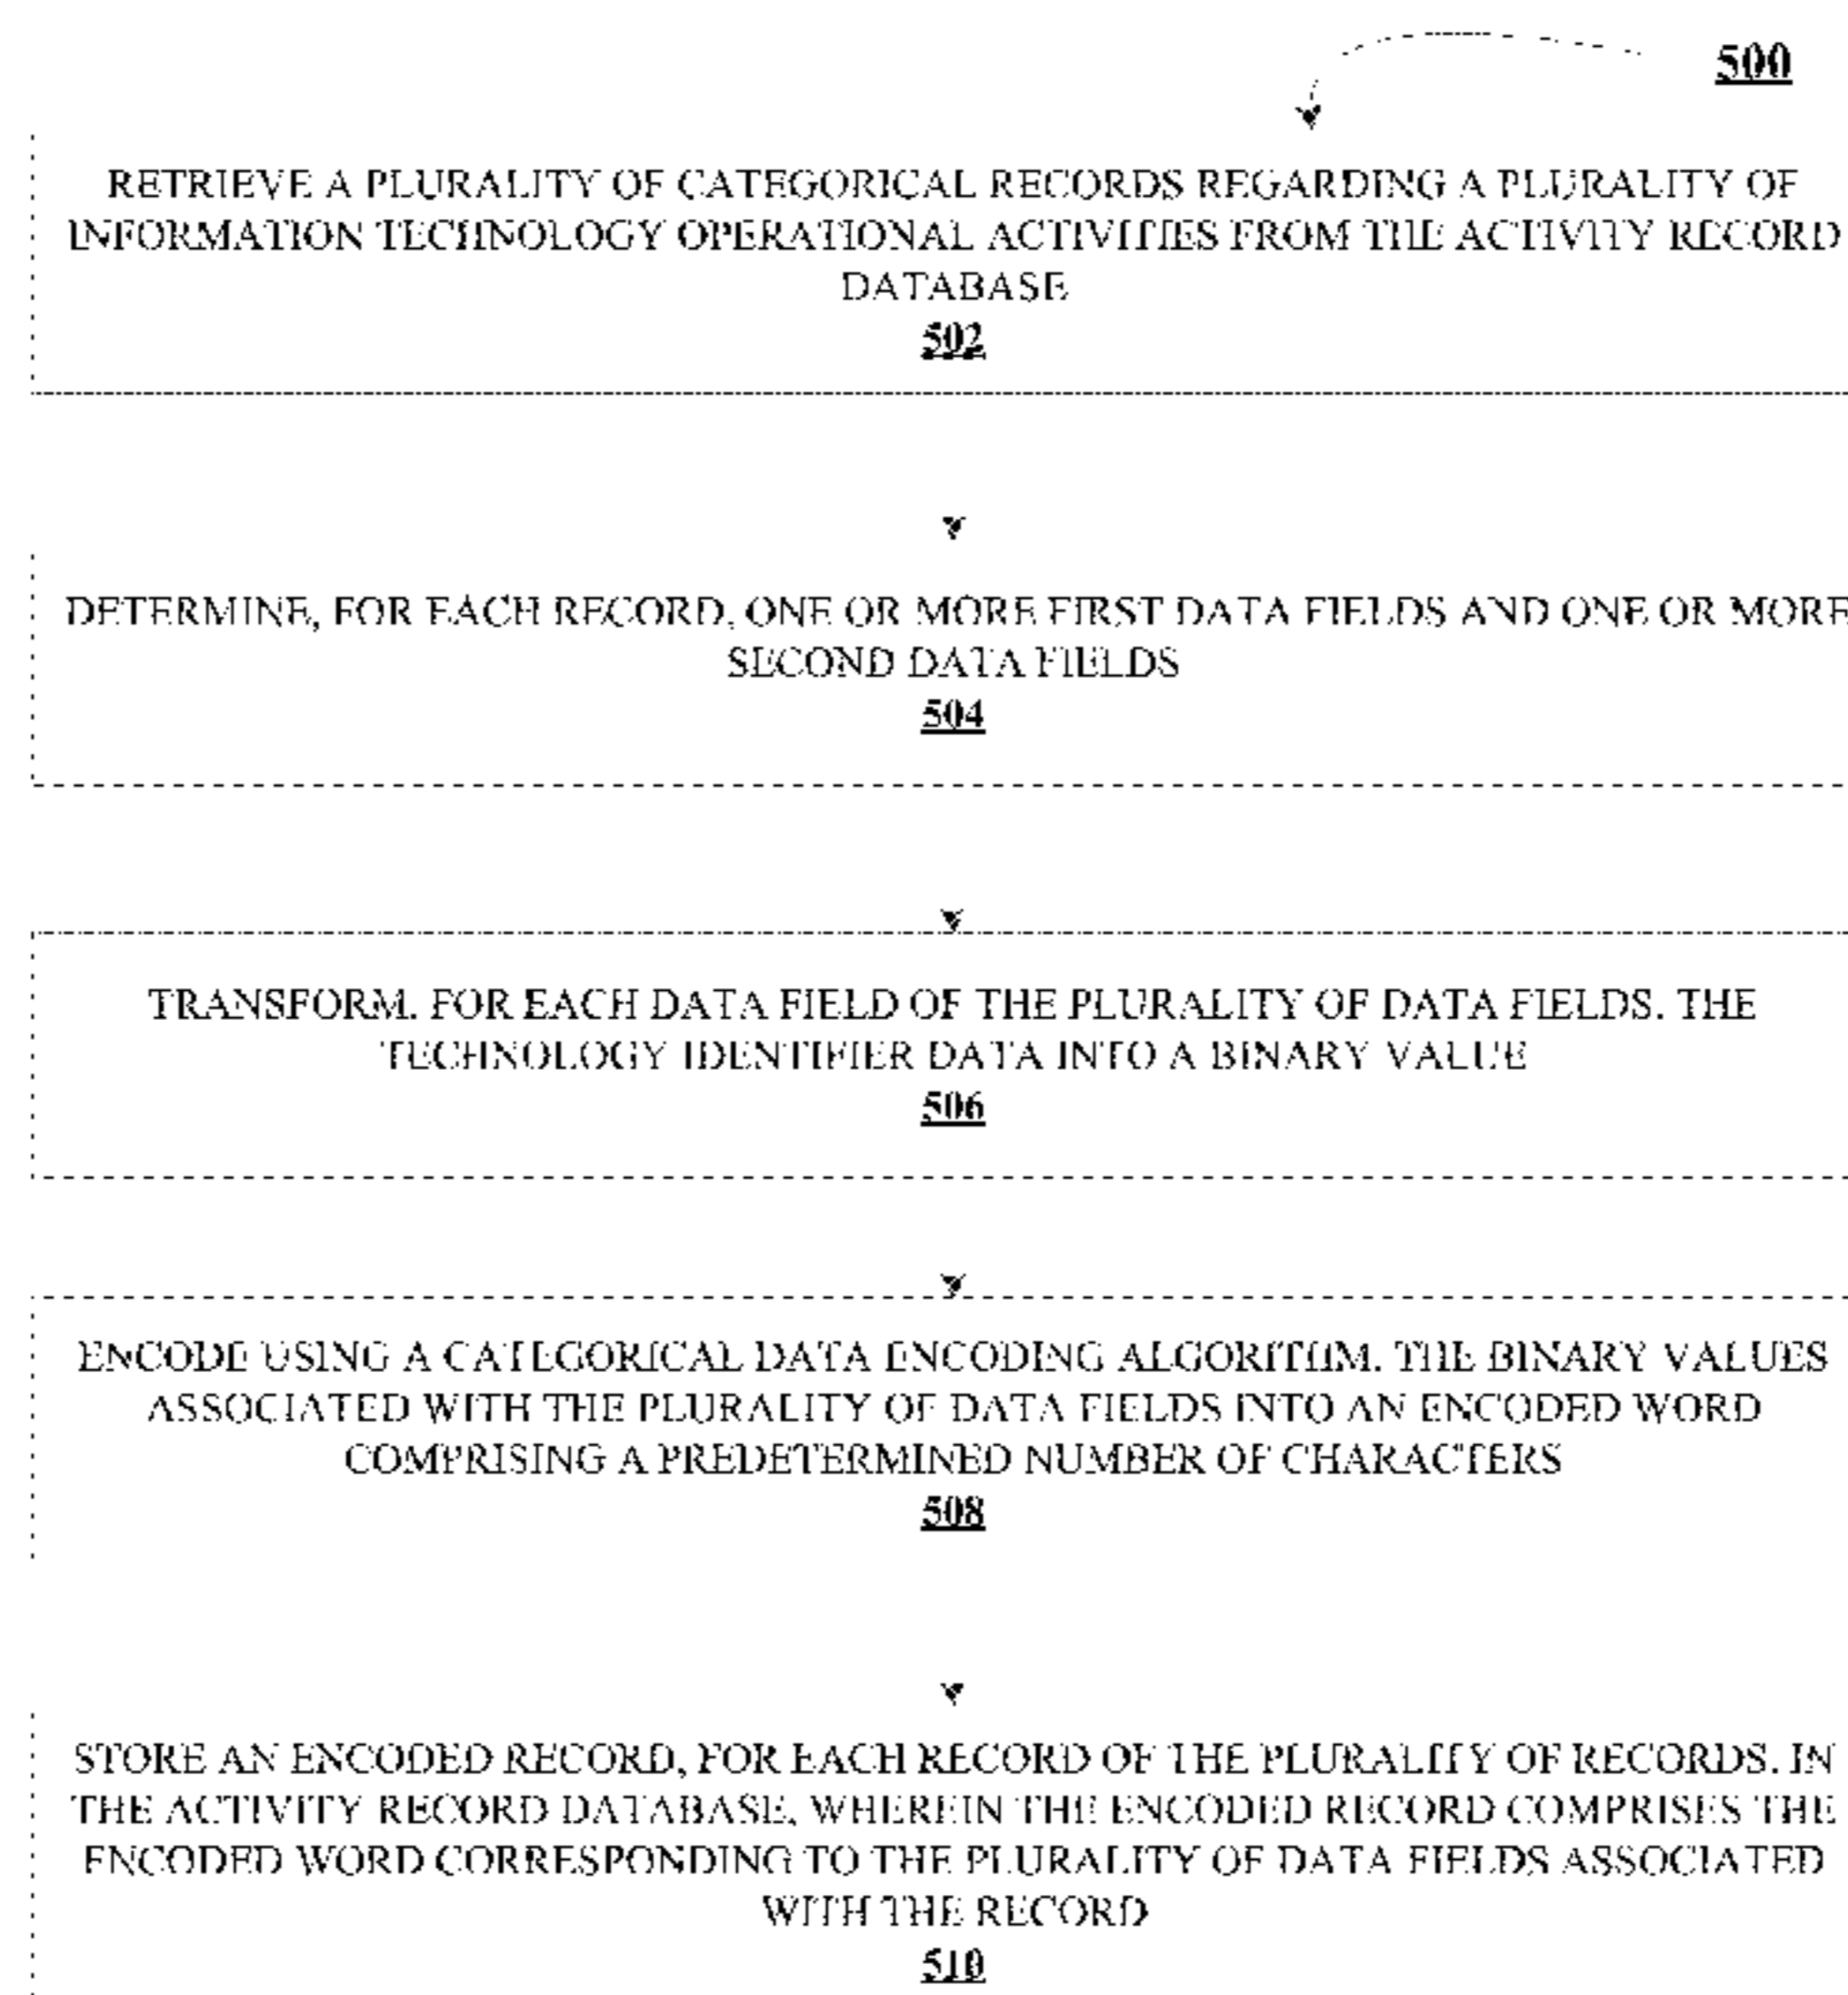 500
RETRIEVE A PLURALITY OF CATEGORICAL RECORDS REGARDING A PLURALITY OF
INFORMATION TECHNOLOGY OPERATIONAL ACTIVITIES FROM THE ACTIVITY RECORD
DATABASE
502
DETERMINE, FOR EACH RECORD, ONE OR MORE FIRST DATA FIELDS AND ONE OR MORE
SECOND DATA FIELDS
504
TRANSFORM, FOR EACH DATA FIELD OF THE PLURALITY OF DATA FIELDS, THE
TECHNOLOGY IDENTIFIER DATA INTO A BINARY VALUE
506
ENCODE USING A CATEGORICAL DATA ENCODING ALGORITHM, THE BINARY VALUES
ASSOCIATED WITH THE PLURALITY OF DATA FIELDS INTO AN ENCODED WORD
COMPRISING A PREDETERMINED NUMBER OF CHARACTERS
508
STORE AN ENCODED RECORD, FOR EACH RECORD OF THE PLURALITY OF RECORDS, IN
THE ACTIVITY RECORD DATABASE, WHEREIN THE ENCODED RECORD COMPRISES THE
ENCODED WORD CORRESPONDING TO THE PLURALITY OF DATA FIELDS ASSOCIATED
WITH THE RECORD
510